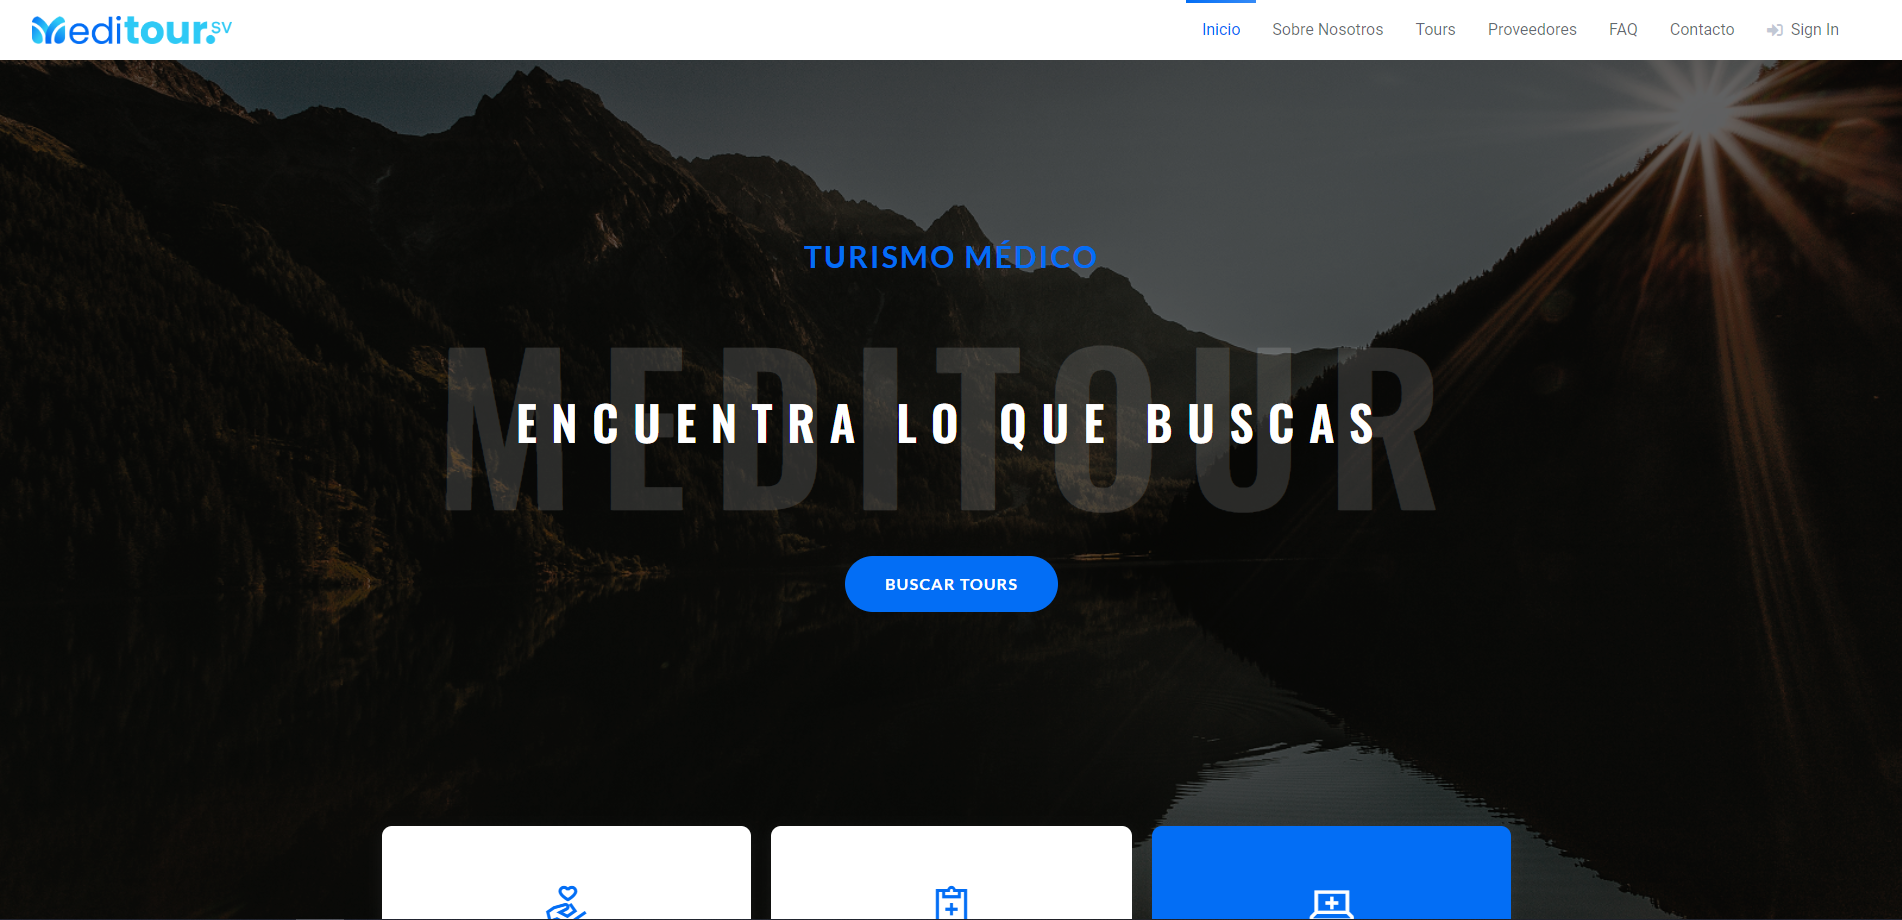 Meditour.SV
Inicio
Sobre Nosotros
Tours
Proveedores
FAQ
Contacto
Sign In
TURISMO MÉDICO
MEDITOUR
ENCUENTRA LO QUE BUSCAS
BUSCAR TOURS